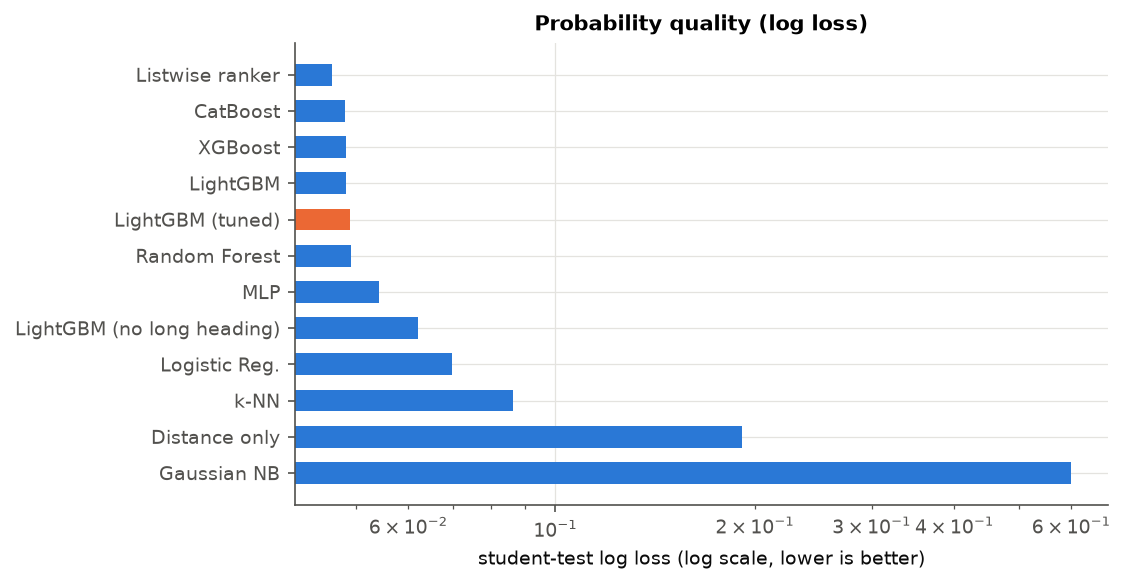 Probability quality (log loss)
Listwise ranker
CatBoost
XGBoost
LightGBM
LightGBM (tuned)
Random Forest
MLP
LightGBM (no long heading)
Logistic Reg.
k-NN
Distance only
Gaussian NB
6 × 10⁻² 10⁻¹ 2 × 10⁻¹ 3 × 10⁻¹ 4 × 10⁻¹ 6 × 10⁻¹
student-test log loss (log scale, lower is better)